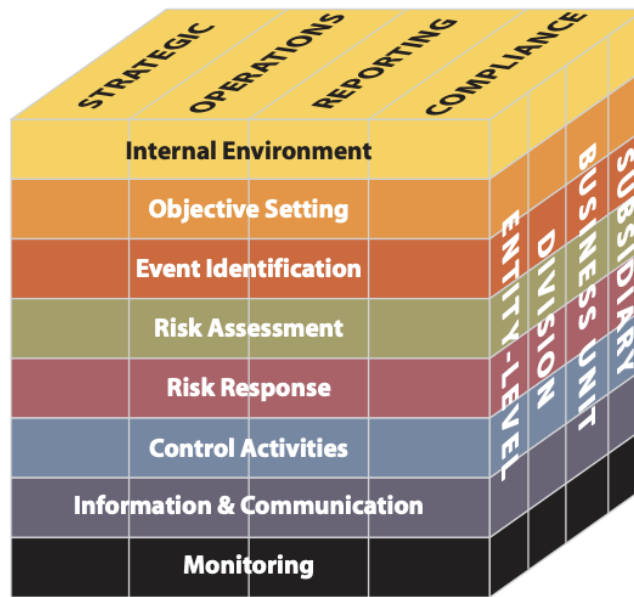 STRATEGIC
OPERATIONS
REPORTING
COMPLIANCE
Internal Environment
Objective Setting
Event Identification
Risk Assessment
Risk Response
Control Activities
Information & Communication
Monitoring
ENTITY-LEVEL
DIVISION
BUSINESS UNIT
SUBSIDIARY